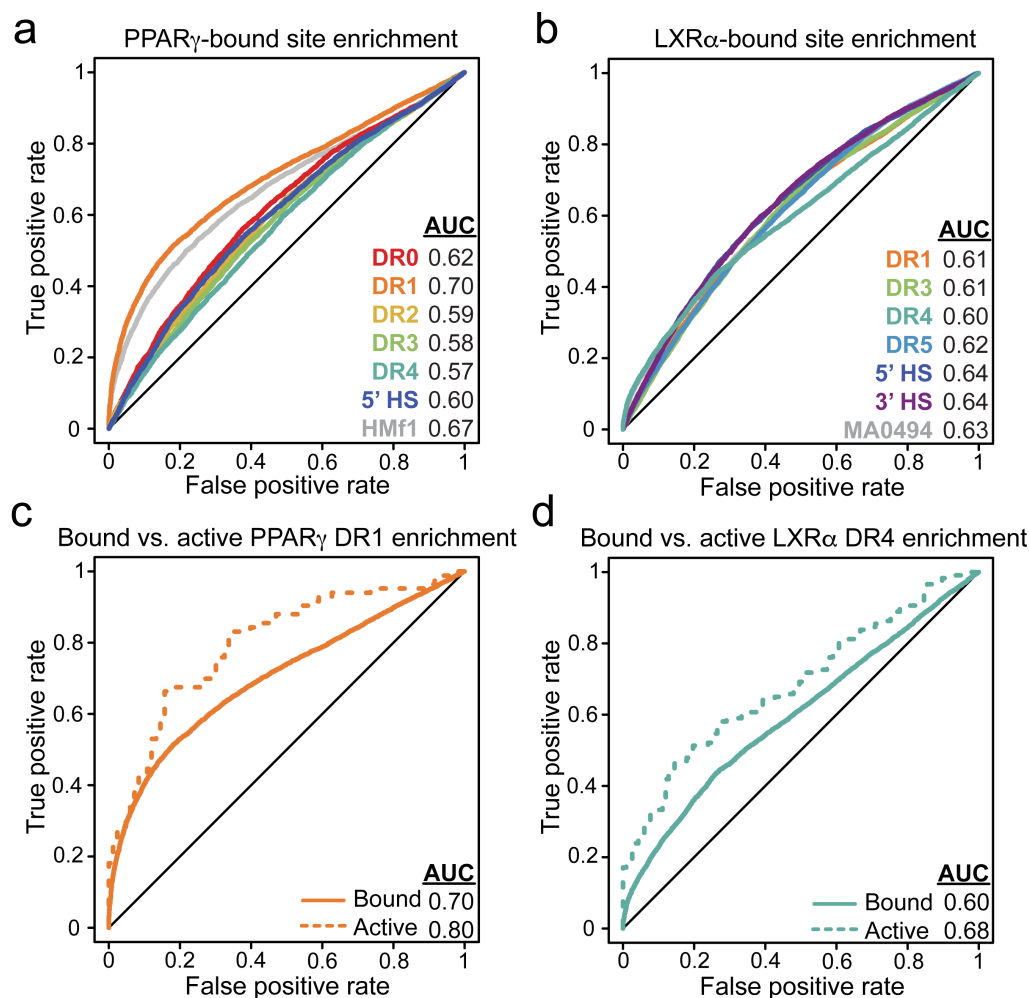 a
PPARγ-bound site enrichment
True positive rate
1
0.8
0.6
0.4
0.2
0
AUC
DR0 0.62
DR1 0.70
DR2 0.59
DR3 0.58
DR4 0.57
5' HS 0.60
HMf1 0.67
0 0.2 0.4 0.6 0.8 1
False positive rate
b
LXRα-bound site enrichment
True positive rate
1
0.8
0.6
0.4
0.2
0
AUC
DR1 0.61
DR3 0.61
DR4 0.60
DR5 0.62
5' HS 0.64
3' HS 0.64
MA0494 0.63
0 0.2 0.4 0.6 0.8 1
False positive rate
c
Bound vs. active PPARγ DR1 enrichment
True positive rate
1
0.8
0.6
0.4
0.2
0
AUC
Bound 0.70
Active 0.80
0 0.2 0.4 0.6 0.8 1
False positive rate
d
Bound vs. active LXRα DR4 enrichment
True positive rate
1
0.8
0.6
0.4
0.2
0
AUC
Bound 0.60
Active 0.68
0 0.2 0.4 0.6 0.8 1
False positive rate